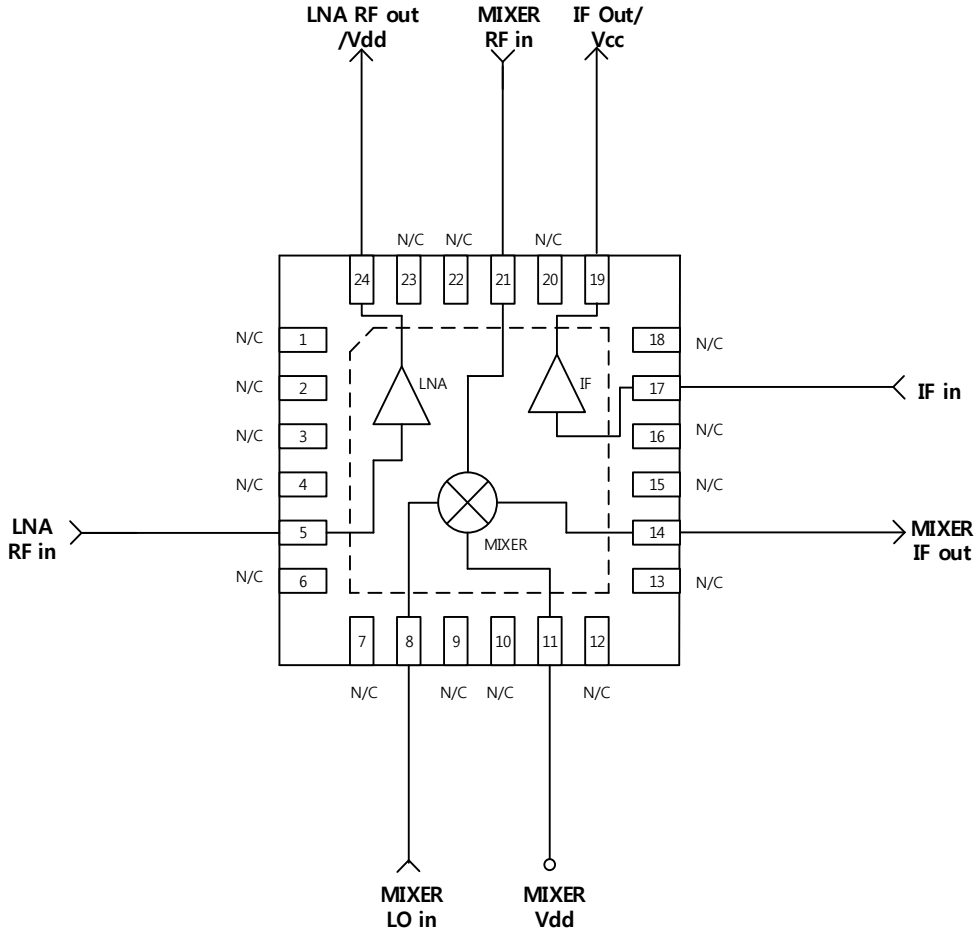 LNA RF out
/Vdd
MIXER
RF in
IF Out/
Vcc
N/C
N/C
N/C
24
23
22
21
20
19
N/C
1
18
N/C
N/C
2
LNA
IF
17
IF in
N/C
3
16
N/C
N/C
4
15
N/C
LNA
RF in
5
MIXER
14
MIXER
IF out
N/C
6
13
N/C
7
8
9
10
11
12
N/C
N/C
N/C
N/C
MIXER
LO in
MIXER
Vdd